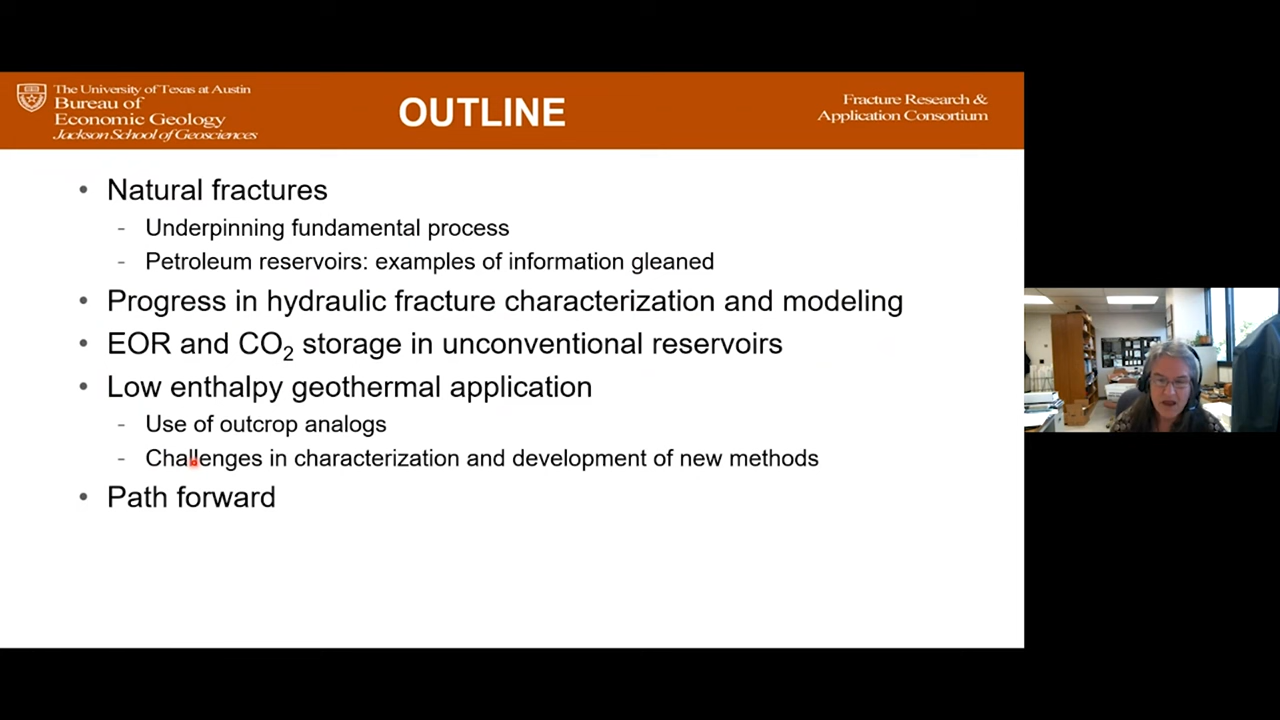 The University of Texas at Austin
Bureau of
Economic Geology
Jackson School of Geosciences
OUTLINE
Fracture Research &
Application Consortium
• Natural fractures
- Underpinning fundamental process
- Petroleum reservoirs: examples of information gleaned
• Progress in hydraulic fracture characterization and modeling
• EOR and CO₂ storage in unconventional reservoirs
• Low enthalpy geothermal application
- Use of outcrop analogs
- Challenges in characterization and development of new methods
• Path forward